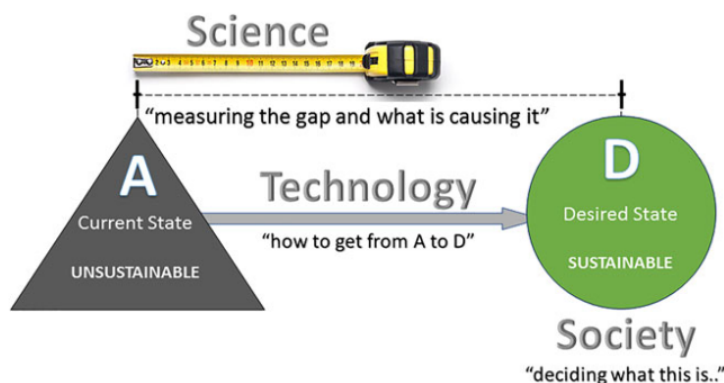 Science
"measuring the gap and what is causing it"
A
Current State
UNSUSTAINABLE
Technology
"how to get from A to D"
D
Desired State
SUSTAINABLE
Society
"deciding what this is.."